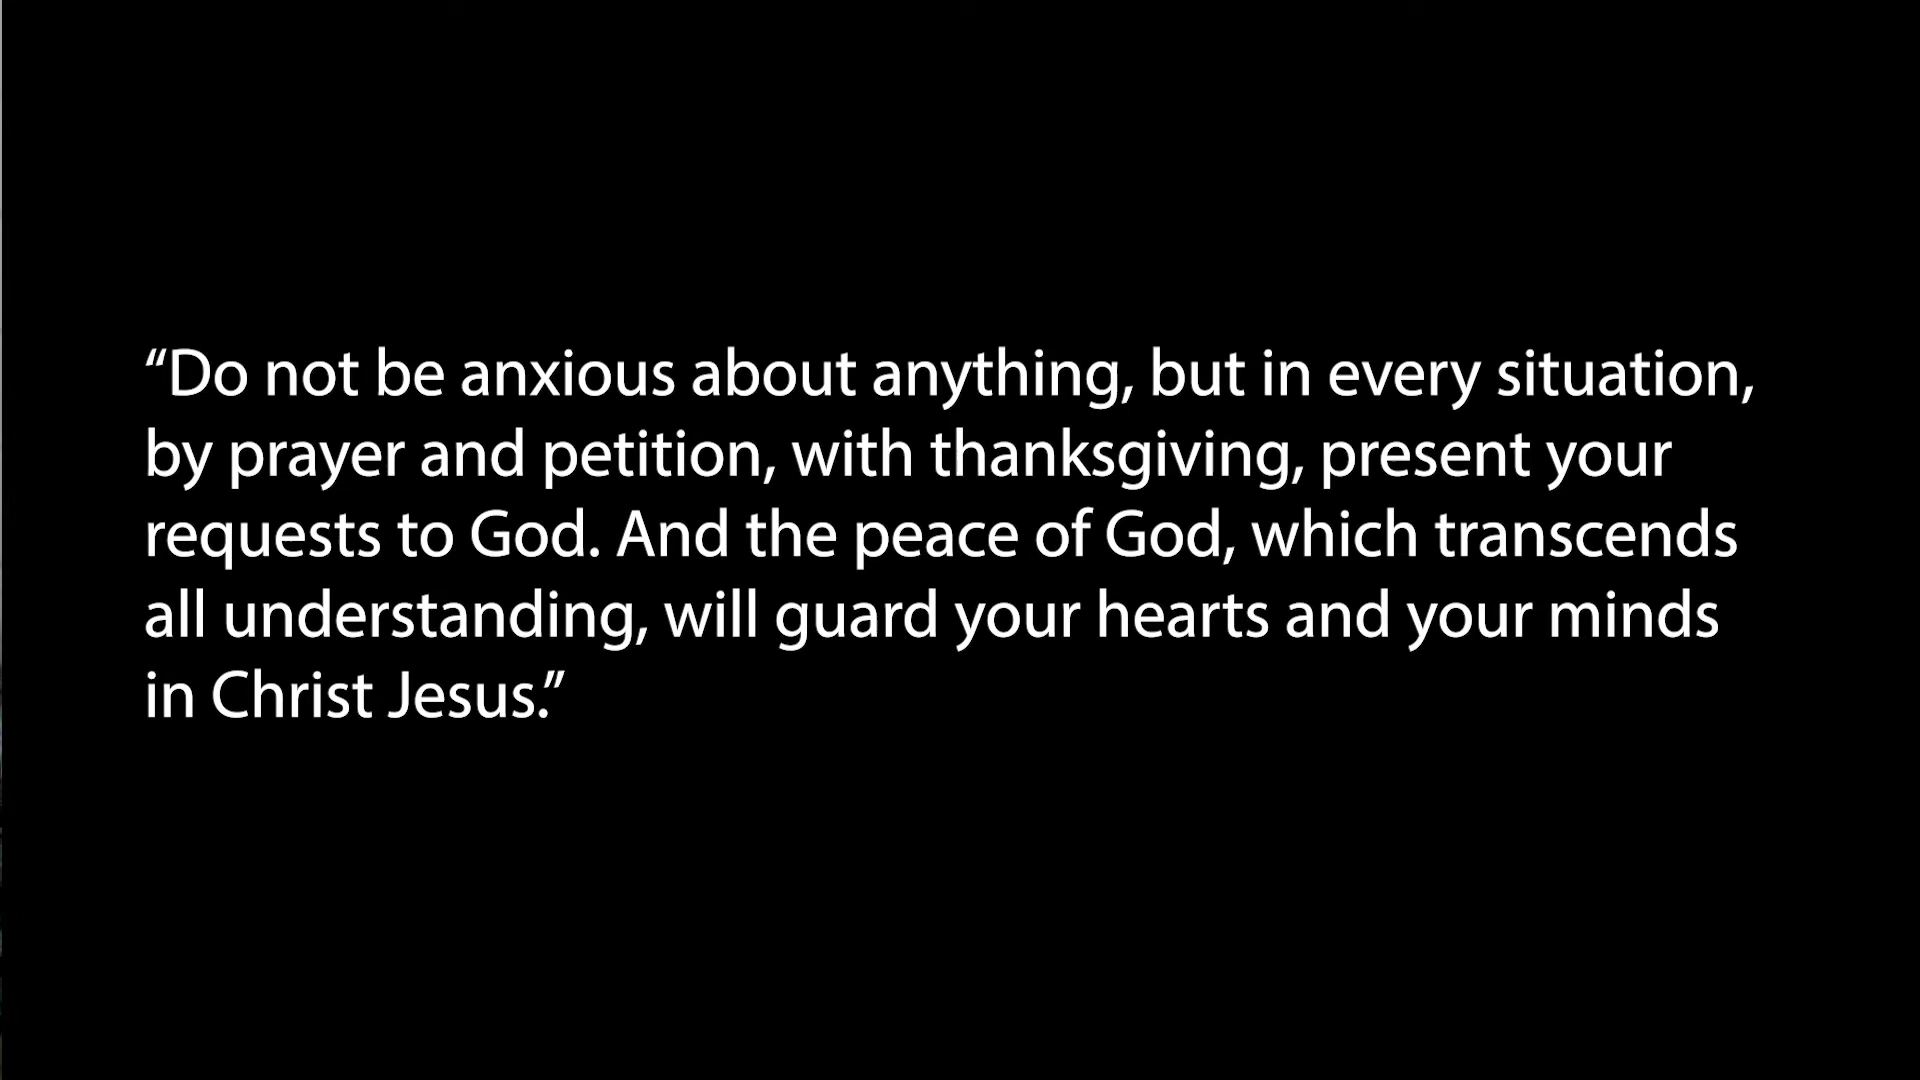 “Do not be anxious about anything, but in every situation,
by prayer and petition, with thanksgiving, present your
requests to God. And the peace of God, which transcends
all understanding, will guard your hearts and your minds
in Christ Jesus.”